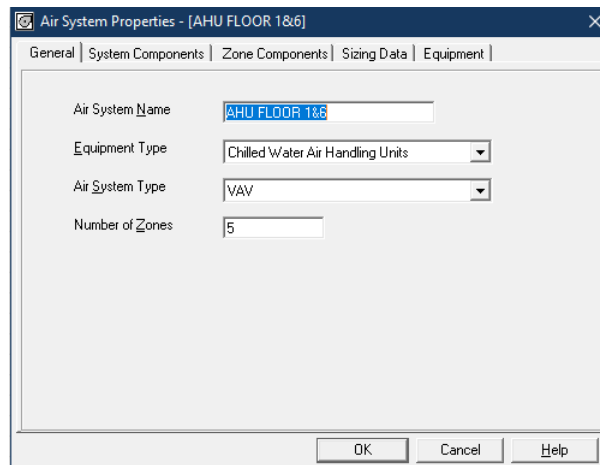 Air System Properties - [AHU FLOOR 1&6]
General System Components Zone Components Sizing Data Equipment
Air System Name AHU FLOOR 1&6
Equipment Type Chilled Water Air Handling Units
Air System Type VAV
Number of Zones 5
OK Cancel Help